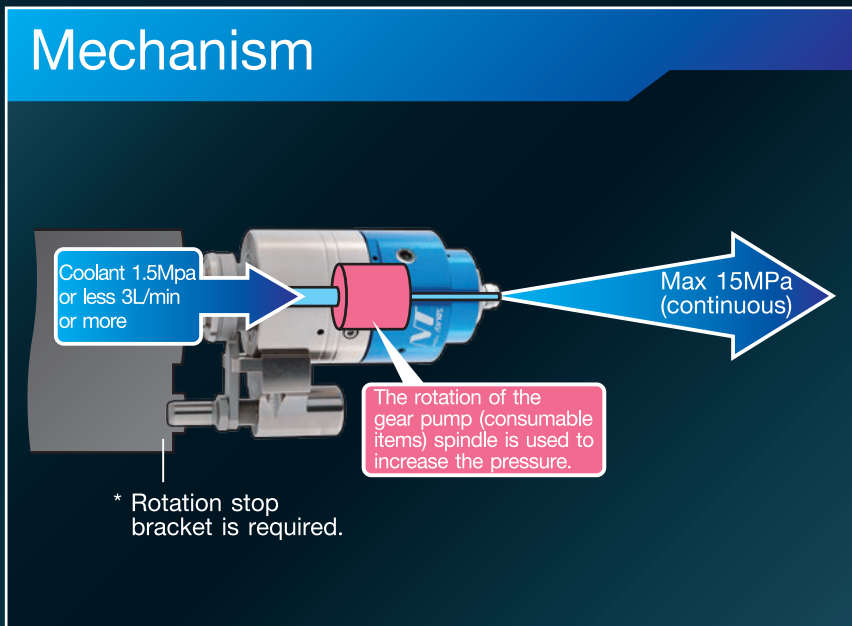 Mechanism
Coolant 1.5Mpa
or less 3L/min
or more
Max 15MPa
(continuous)
NT
The rotation of the
gear pump (consumable
items) spindle is used to
increase the pressure.
* Rotation stop
bracket is required.